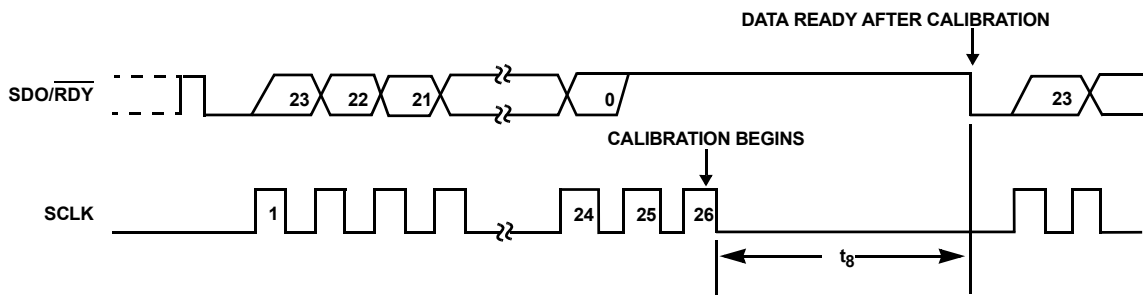 DATA READY AFTER CALIBRATION
SDO/RDY
23
22
21
0
23
CALIBRATION BEGINS
SCLK
1
24
25
26
t8